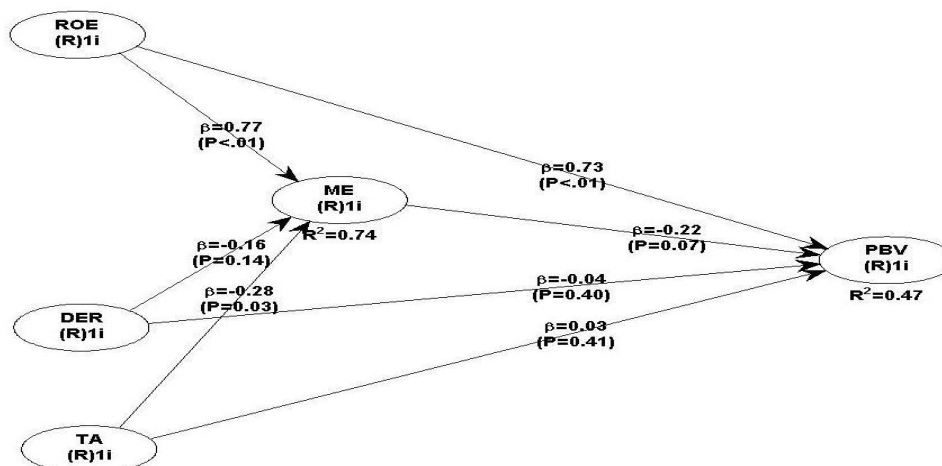 ROE
(R)1i
β=0.77
(P<.01)
β=0.73
(P<.01)
ME
(R)1i
R²=0.74
β=-0.22
(P=0.07)
β=-0.16
(P=0.14)
PBV
(R)1i
R²=0.47
β=-0.28
(P=0.03)
β=-0.04
(P=0.40)
DER
(R)1i
β=0.03
(P=0.41)
TA
(R)1i